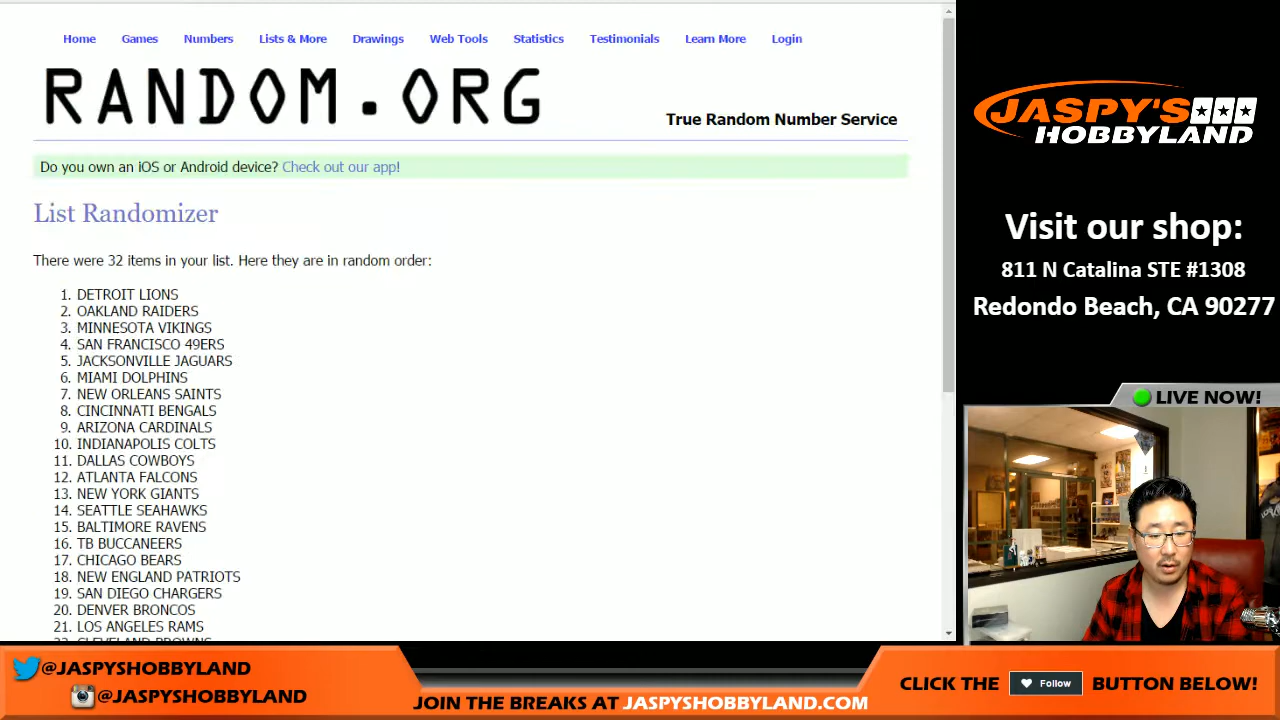 Home Games Numbers Lists & More Drawings Web Tools Statistics Testimonials Learn More Login
RANDOM.ORG
True Random Number Service
Do you own an iOS or Android device? Check out our app!
List Randomizer
There were 32 items in your list. Here they are in random order:
1. DETROIT LIONS
2. OAKLAND RAIDERS
3. MINNESOTA VIKINGS
4. SAN FRANCISCO 49ERS
5. JACKSONVILLE JAGUARS
6. MIAMI DOLPHINS
7. NEW ORLEANS SAINTS
8. CINCINNATI BENGALS
9. ARIZONA CARDINALS
10. INDIANAPOLIS COLTS
11. DALLAS COWBOYS
12. ATLANTA FALCONS
13. NEW YORK GIANTS
14. SEATTLE SEAHAWKS
15. BALTIMORE RAVENS
16. TB BUCCANEERS
17. CHICAGO BEARS
18. NEW ENGLAND PATRIOTS
19. SAN DIEGO CHARGERS
20. DENVER BRONCOS
21. LOS ANGELES RAMS
22. CLEVELAND BROWNS
JASPY'S
HOBBYLAND
Visit our shop:
811 N Catalina STE #1308
Redondo Beach, CA 90277
LIVE NOW!
@JASPYSHOBBYLAND
@JASPYSHOBBYLAND
JOIN THE BREAKS AT JASPYSHOBBYLAND.COM
CLICK THE Follow BUTTON BELOW!